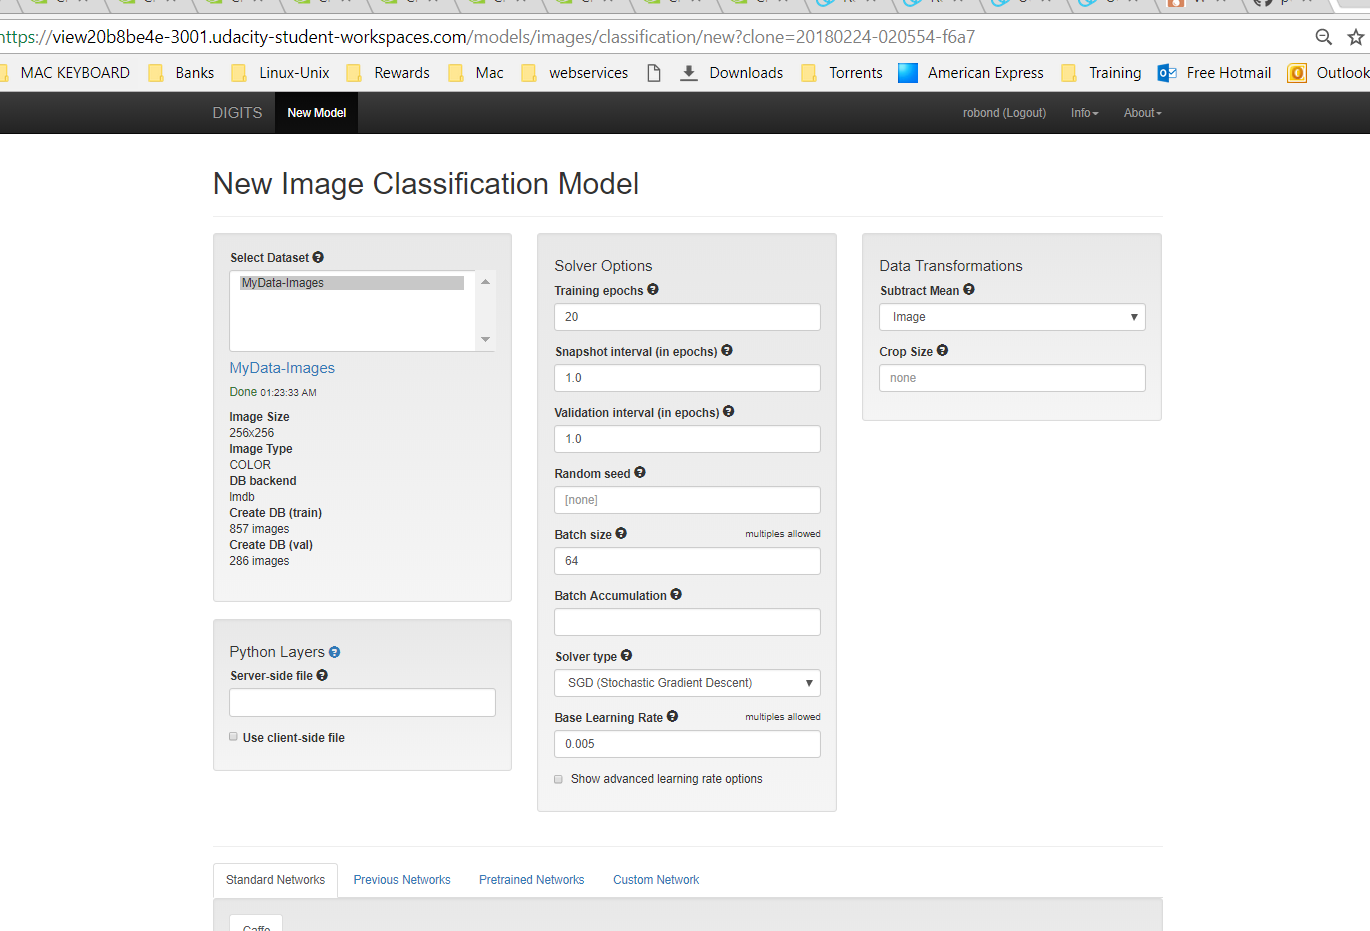 https://view20b8be4e-3001.udacity-student-workspaces.com/models/images/classification/new?clone=20180224-020554-f6a7
MAC KEYBOARD Banks Linux-Unix Rewards Mac webservices Downloads Torrents American Express Training Free Hotmail Outlook
DIGITS New Model robond (Logout) Info About
New Image Classification Model
Select Dataset
MyData-Images
MyData-Images
Done 01:23:33 AM
Image Size
256x256
Image Type
COLOR
DB backend
lmdb
Create DB (train)
857 images
Create DB (val)
286 images
Python Layers
Server-side file
Use client-side file
Solver Options
Training epochs
20
Snapshot interval (in epochs)
1.0
Validation interval (in epochs)
1.0
Random seed
[none]
Batch size multiples allowed
64
Batch Accumulation
Solver type
SGD (Stochastic Gradient Descent)
Base Learning Rate multiples allowed
0.005
Show advanced learning rate options
Data Transformations
Subtract Mean
Image
Crop Size
none
Standard Networks Previous Networks Pretrained Networks Custom Network
Caffe